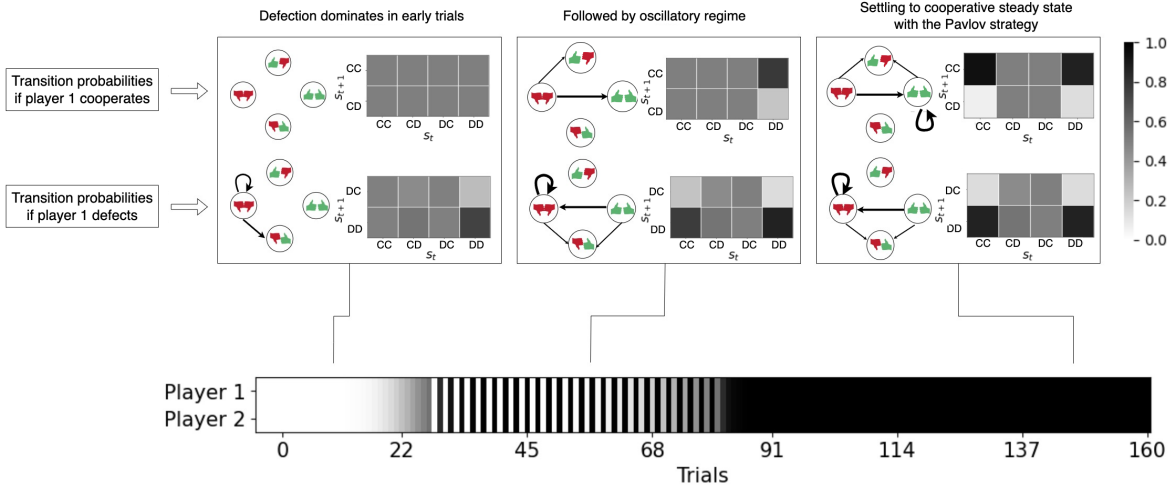 Defection dominates in early trials
Followed by oscillatory regime
Settling to cooperative steady state
with the Pavlov strategy
Transition probabilities
if player 1 cooperates
s_{t+1}
CC CD DC DD
s_t
CC
CD
s_{t+1}
CC CD DC DD
s_t
CC
CD
s_{t+1}
CC CD DC DD
s_t
1.0
0.8
0.6
0.4
0.2
0.0
Transition probabilities
if player 1 defects
DC
DD
s_{t+1}
CC CD DC DD
s_t
DC
DD
s_{t+1}
CC CD DC DD
s_t
DC
DD
s_{t+1}
CC CD DC DD
s_t
Player 1
Player 2
0 22 45 68 91 114 137 160
Trials